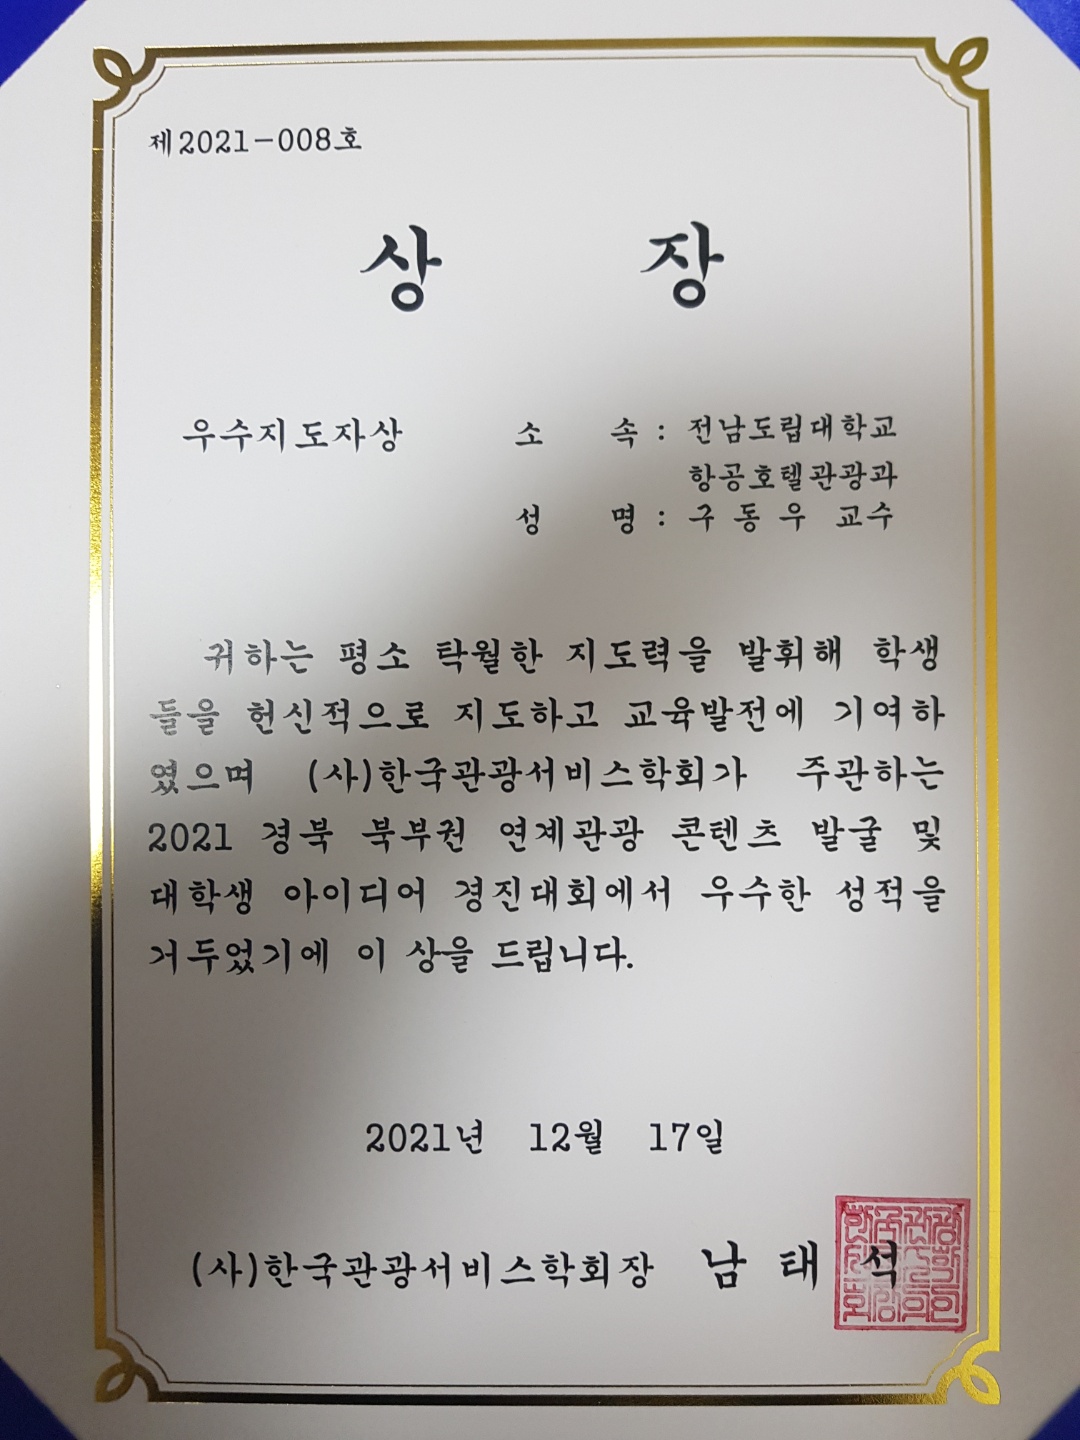 제2021-008호
상 장
우수지도자상 소 속 : 전남도립대학교
항공호텔관광과
성 명 : 구 동 우 교수
귀하는 평소 탁월한 지도력을 발휘해 학생
들을 헌신적으로 지도하고 교육발전에 기여하
였으며 (사)한국관광서비스학회가 주관하는
2021 경북 북부권 연계관광 콘텐츠 발굴 및
대학생 아이디어 경진대회에서 우수한 성적을
거두었기에 이 상을 드립니다.
2021년 12월 17일
(사)한국관광서비스학회장 남 태 석